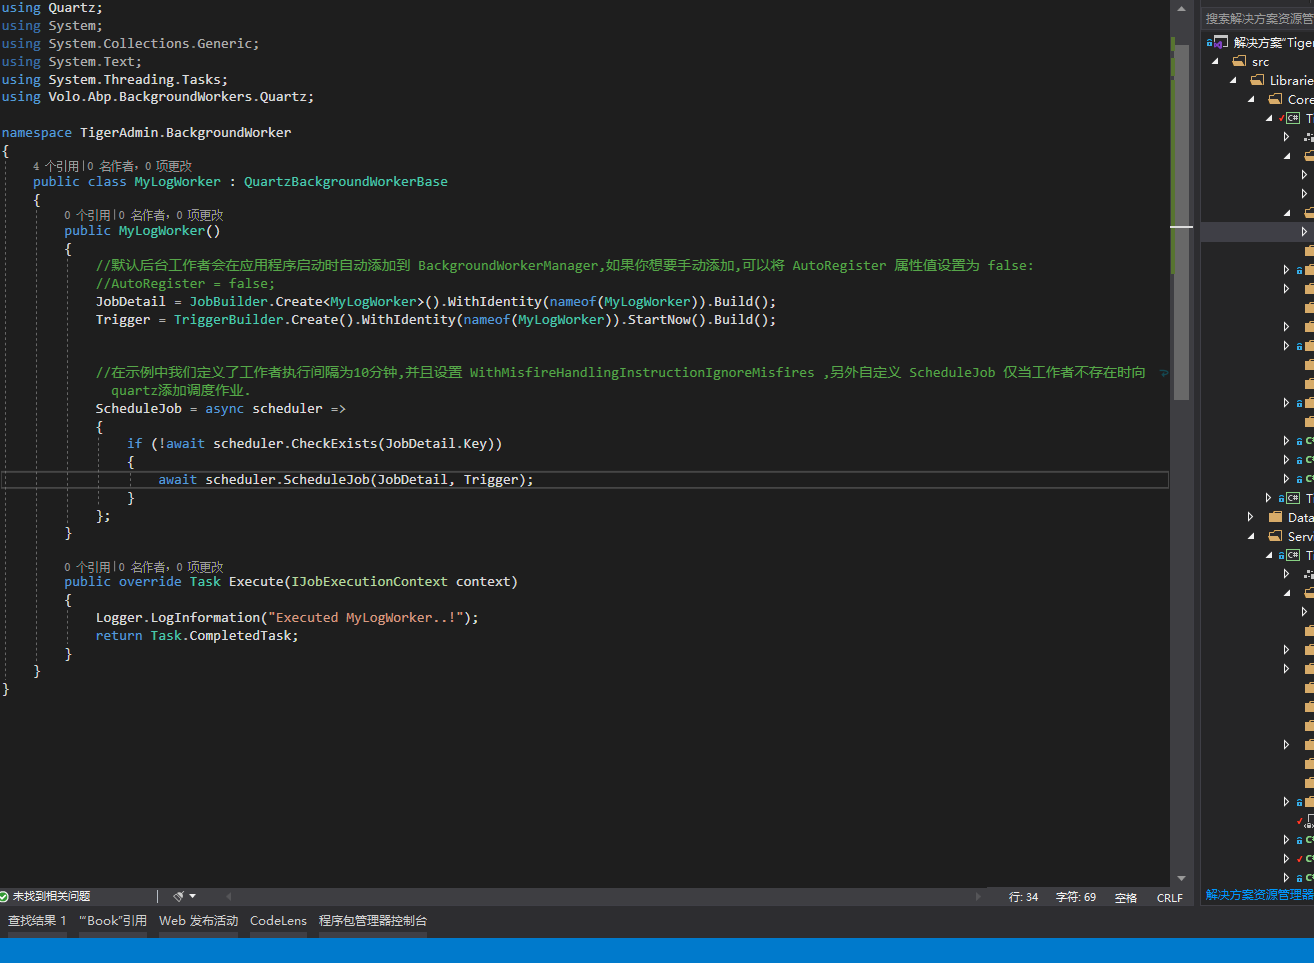 using Quartz;
using System;
using System.Collections.Generic;
using System.Text;
using System.Threading.Tasks;
using Volo.Abp.BackgroundWorkers.Quartz;
namespace TigerAdmin.BackgroundWorker
{
4 个引用|0 名作者，0 项更改
public class MyLogWorker : QuartzBackgroundWorkerBase
{
0 个引用|0 名作者，0 项更改
public MyLogWorker()
{
//默认后台工作者会在应用程序启动时自动添加到 BackgroundWorkerManager,如果你想要手动添加,可以将 AutoRegister 属性值设置为 false:
//AutoRegister = false;
JobDetail = JobBuilder.Create<MyLogWorker>().WithIdentity(nameof(MyLogWorker)).Build();
Trigger = TriggerBuilder.Create().WithIdentity(nameof(MyLogWorker)).StartNow().Build();
//在示例中我们定义了工作者执行间隔为10分钟,并且设置 WithMisfireHandlingInstructionIgnoreMisfires ,另外自定义 ScheduleJob 仅当工作者不存在时向
quartz添加调度作业.
ScheduleJob = async scheduler =>
{
if (!await scheduler.CheckExists(JobDetail.Key))
{
await scheduler.ScheduleJob(JobDetail, Trigger);
}
};
}
0 个引用|0 名作者，0 项更改
public override Task Execute(IJobExecutionContext context)
{
Logger.LogInformation("Executed MyLogWorker..!");
return Task.CompletedTask;
}
}
}
搜索解决方案资源管
解决方案"Tiger
src
Librarie
Core
C# T
C# T
Data
Serv
C# T
解决方案资源管理器
未找到相关问题
行: 34 字符: 69 空格 CRLF
查找结果 1 "“Book”引用 Web 发布活动 CodeLens 程序包管理器控制台